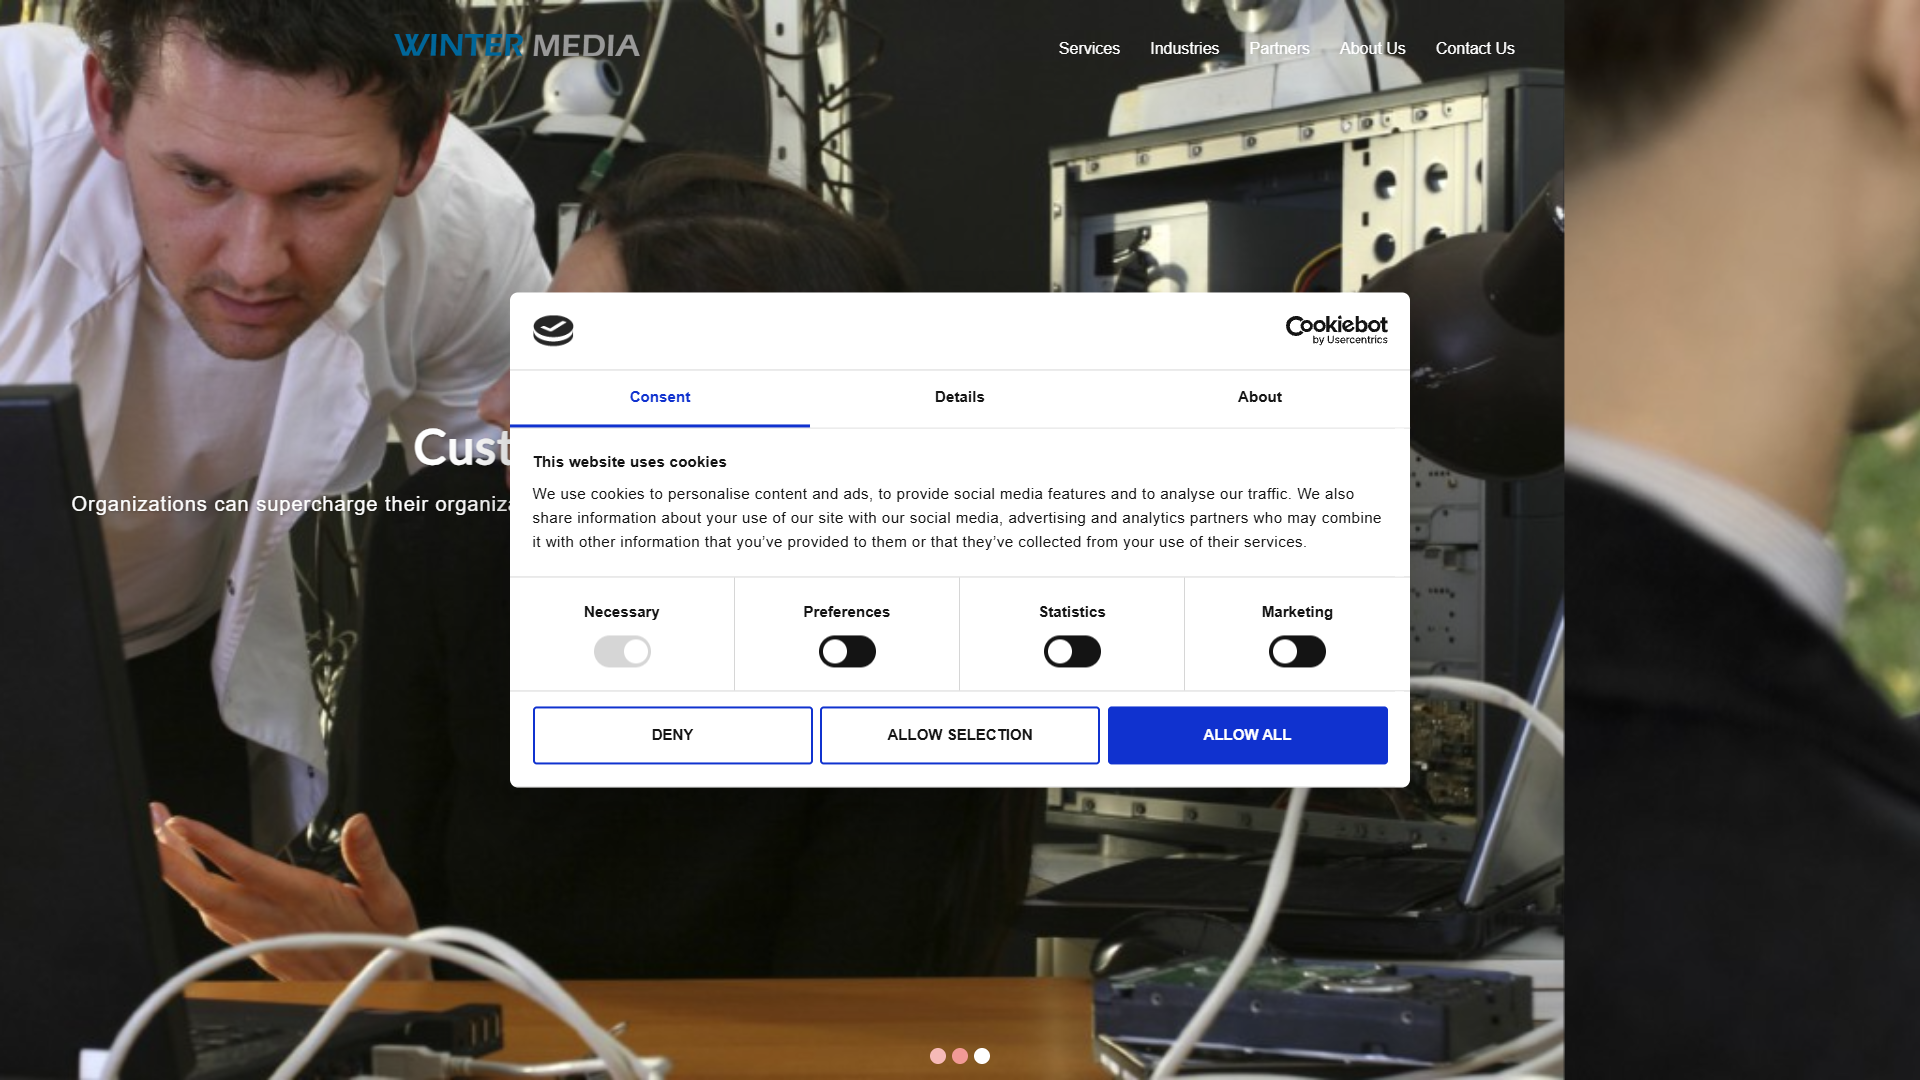 WINTER MEDIA
Services
Industries
Partners
About Us
Contact Us
Cookiebot
by Usercentrics
Consent
Details
About
This website uses cookies
We use cookies to personalise content and ads, to provide social media features and to analyse our traffic. We also
share information about your use of our site with our social media, advertising and analytics partners who may combine
it with other information that you’ve provided to them or that they’ve collected from your use of their services.
Necessary
Preferences
Statistics
Marketing
DENY
ALLOW SELECTION
ALLOW ALL
Organizations can supercharge their